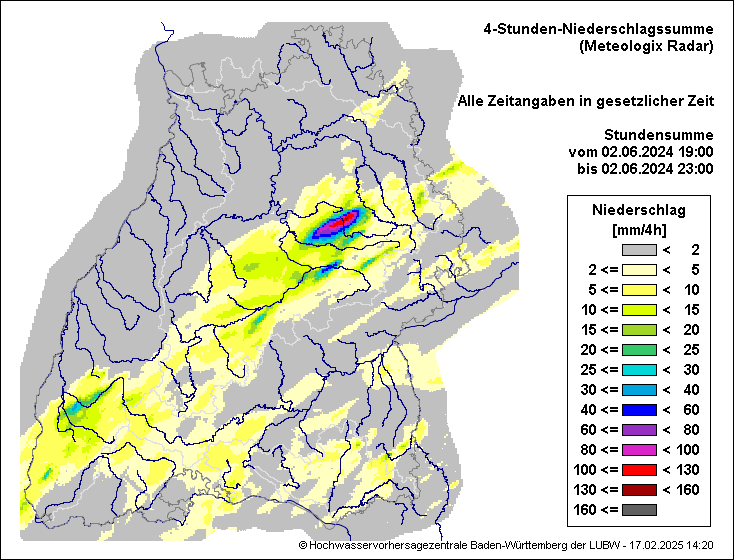 4-Stunden-Niederschlagssumme
(Meteologix Radar)
Alle Zeitangaben in gesetzlicher Zeit
Stundensumme
vom 02.06.2024 19:00
bis 02.06.2024 23:00
Niederschlag
[mm/4h]
< 2
2 <= < 5
5 <= < 10
10 <= < 15
15 <= < 20
20 <= < 25
25 <= < 30
30 <= < 40
40 <= < 60
60 <= < 80
80 <= < 100
100 <= < 130
130 <= < 160
160 <=
© Hochwasservorhersagezentrale Baden-Württemberg der LUBW - 17.02.2025 14:20